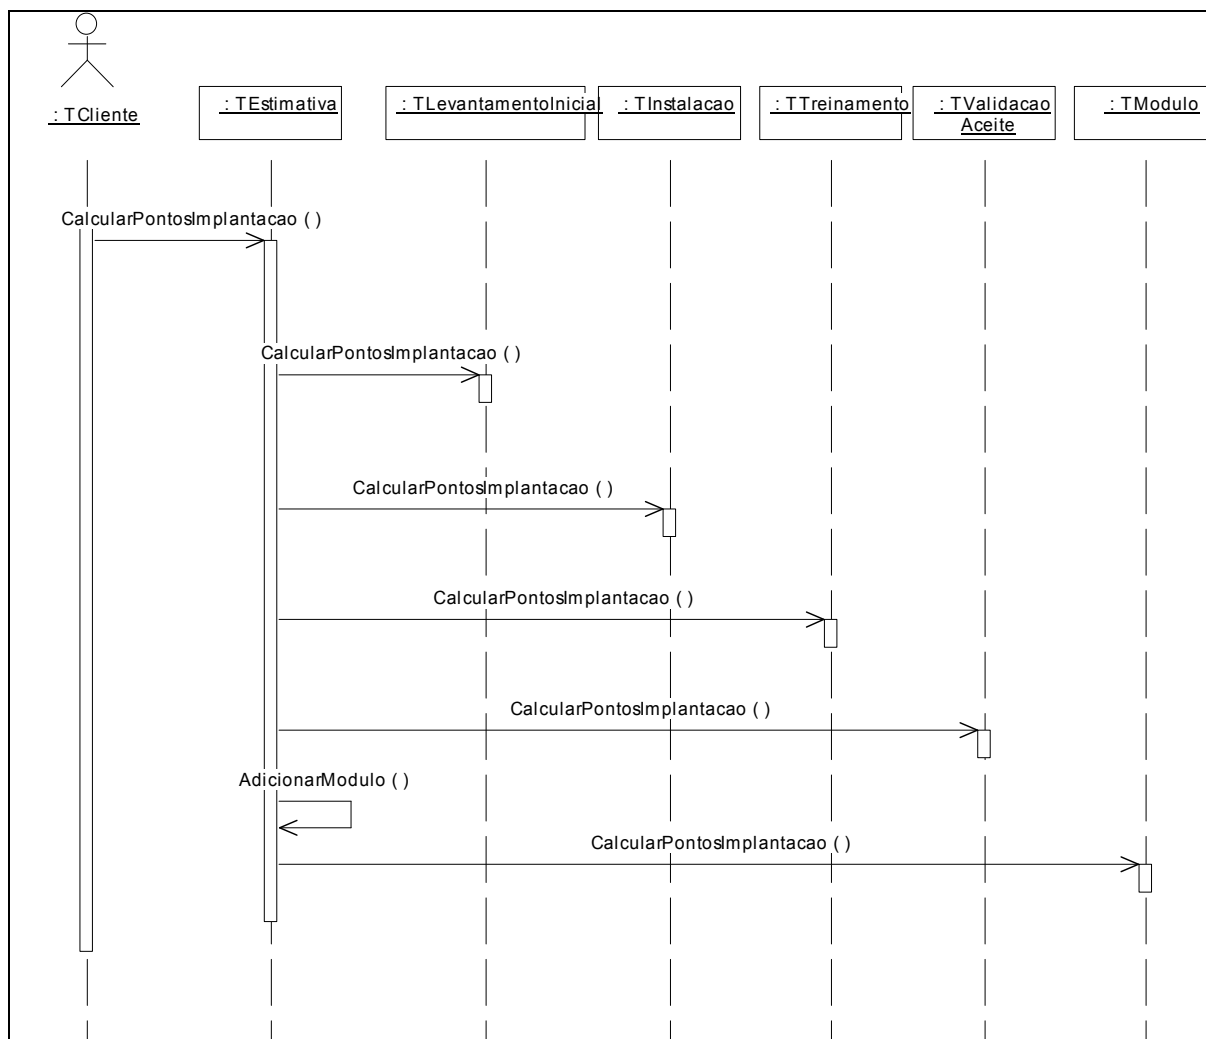 : TCliente
: TEstimativa
: TLevantamentoInicial
: TInstalacao
: TTreinamento
: TValidacao
Aceite
: TModulo
CalcularPontosImplantacao ( )
CalcularPontosImplantacao ( )
CalcularPontosImplantacao ( )
CalcularPontosImplantacao ( )
CalcularPontosImplantacao ( )
AdicionarModulo ( )
CalcularPontosImplantacao ( )